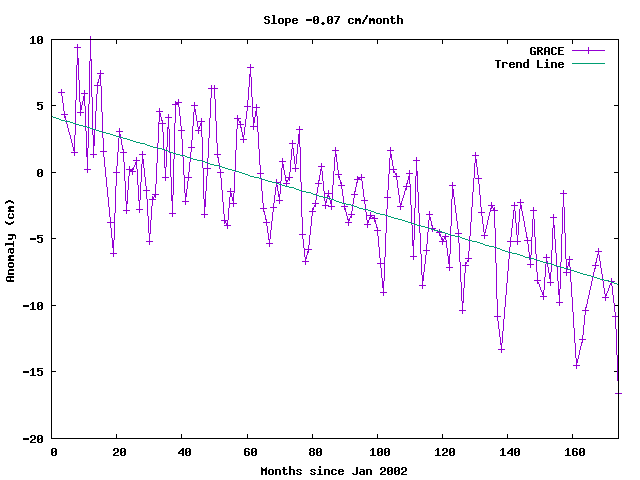 Slope -0.07 cm/month
GRACE
Trend Line
10
5
0
-5
-10
-15
-20
Anomaly (cm)
0 20 40 60 80 100 120 140 160
Months since Jan 2002